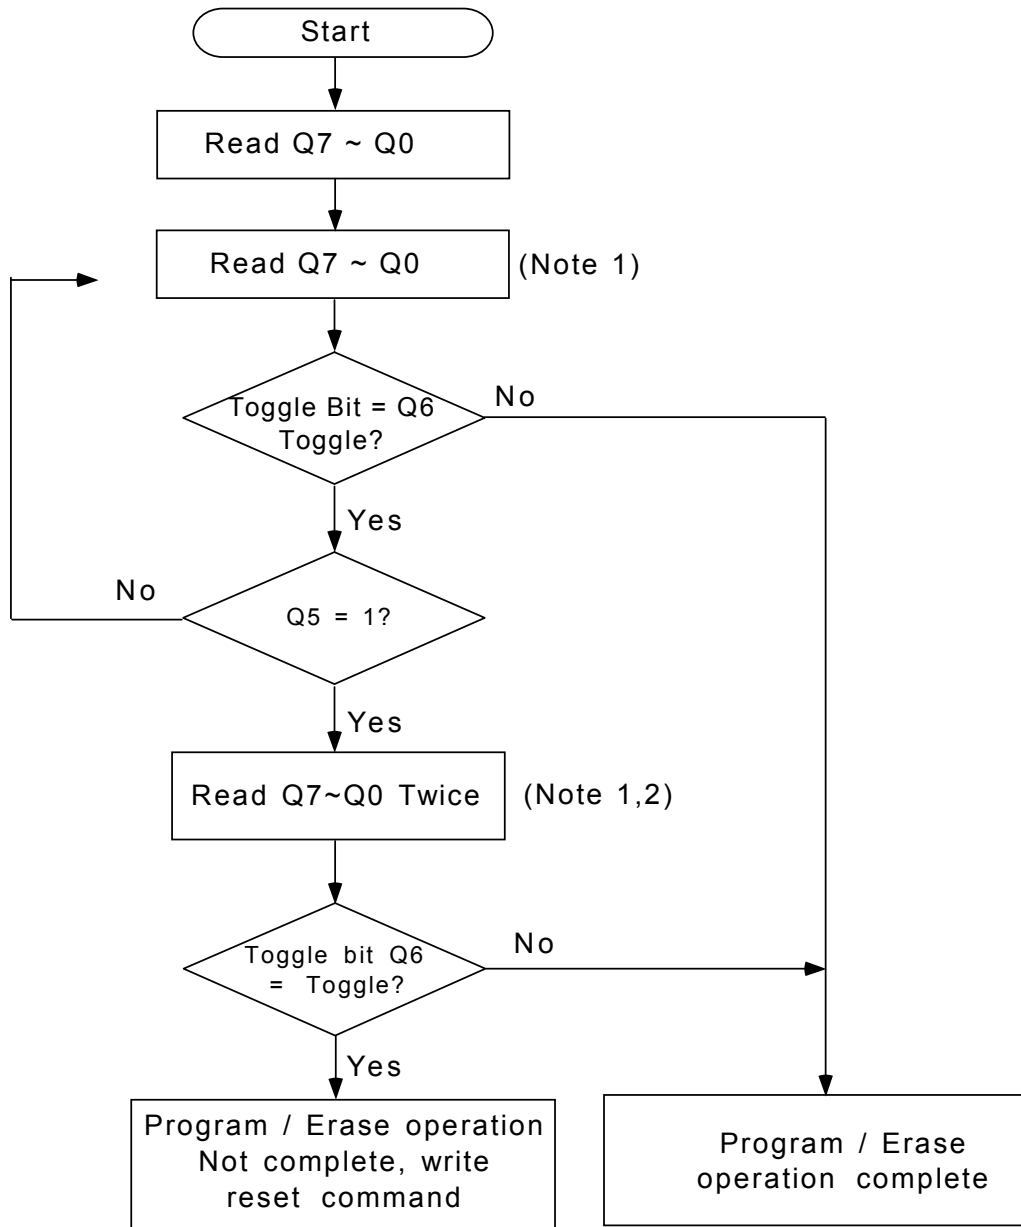 Start
Read Q7 ~ Q0
Read Q7 ~ Q0
(Note 1)
Toggle Bit = Q6
Toggle?
No
Yes
No
Q5 = 1?
Yes
Read Q7~Q0 Twice
(Note 1,2)
Toggle bit Q6
= Toggle?
No
Yes
Program / Erase operation
Not complete, write
reset command
Program / Erase
operation complete